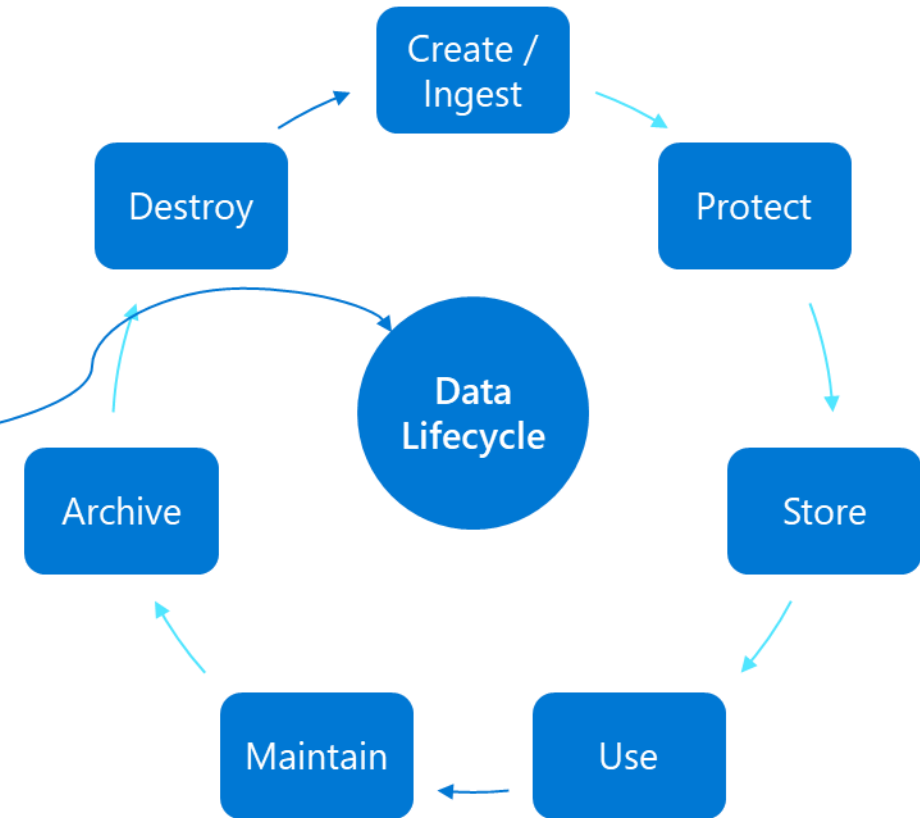 Create /
Ingest
Destroy
Protect
Data
Lifecycle
Archive
Store
Maintain
Use